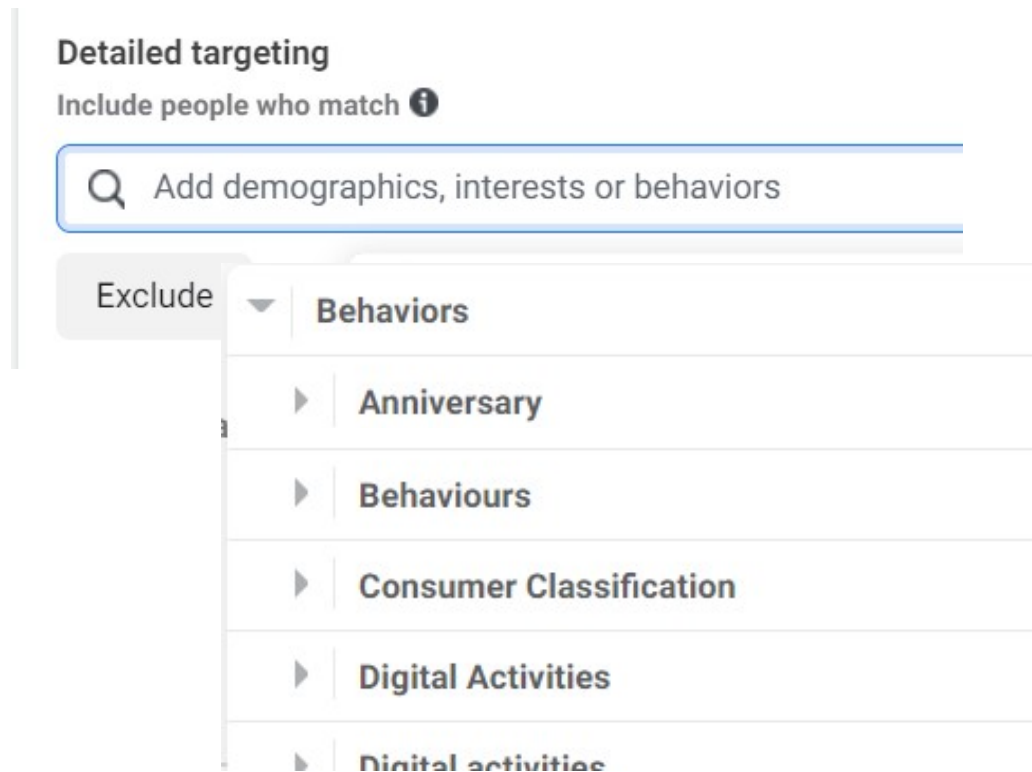 Detailed targeting
Include people who match
Add demographics, interests or behaviors
Exclude
Behaviors
Anniversary
Behaviours
Consumer Classification
Digital Activities
Digital activities